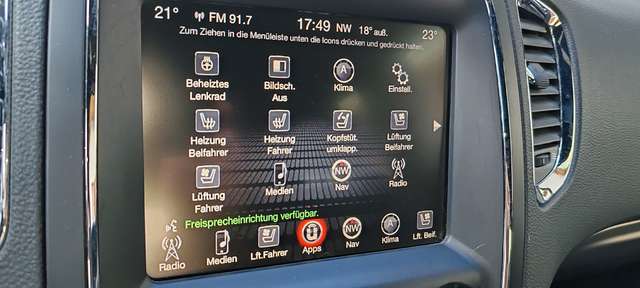 21° FM 91.7 17:49 NW 18° auß. 23°
Zum Ziehen in die Menüleiste unten die Icons drücken und gedrückt halten.
Beheiztes Lenkrad
Bildsch. Aus
A
Klima
Einstell.
Heizung Beifahrer
Heizung Fahrer
Kopfstüt. umklapp.
Lüftung Beifahrer
Lüftung Fahrer
Medien
NW
Nav
Radio
Freisprecheinrichtung verfügbar.
Radio
Medien
Lft.Fahrer
Apps
NW
Nav
A
Klima
Lft. Beif.